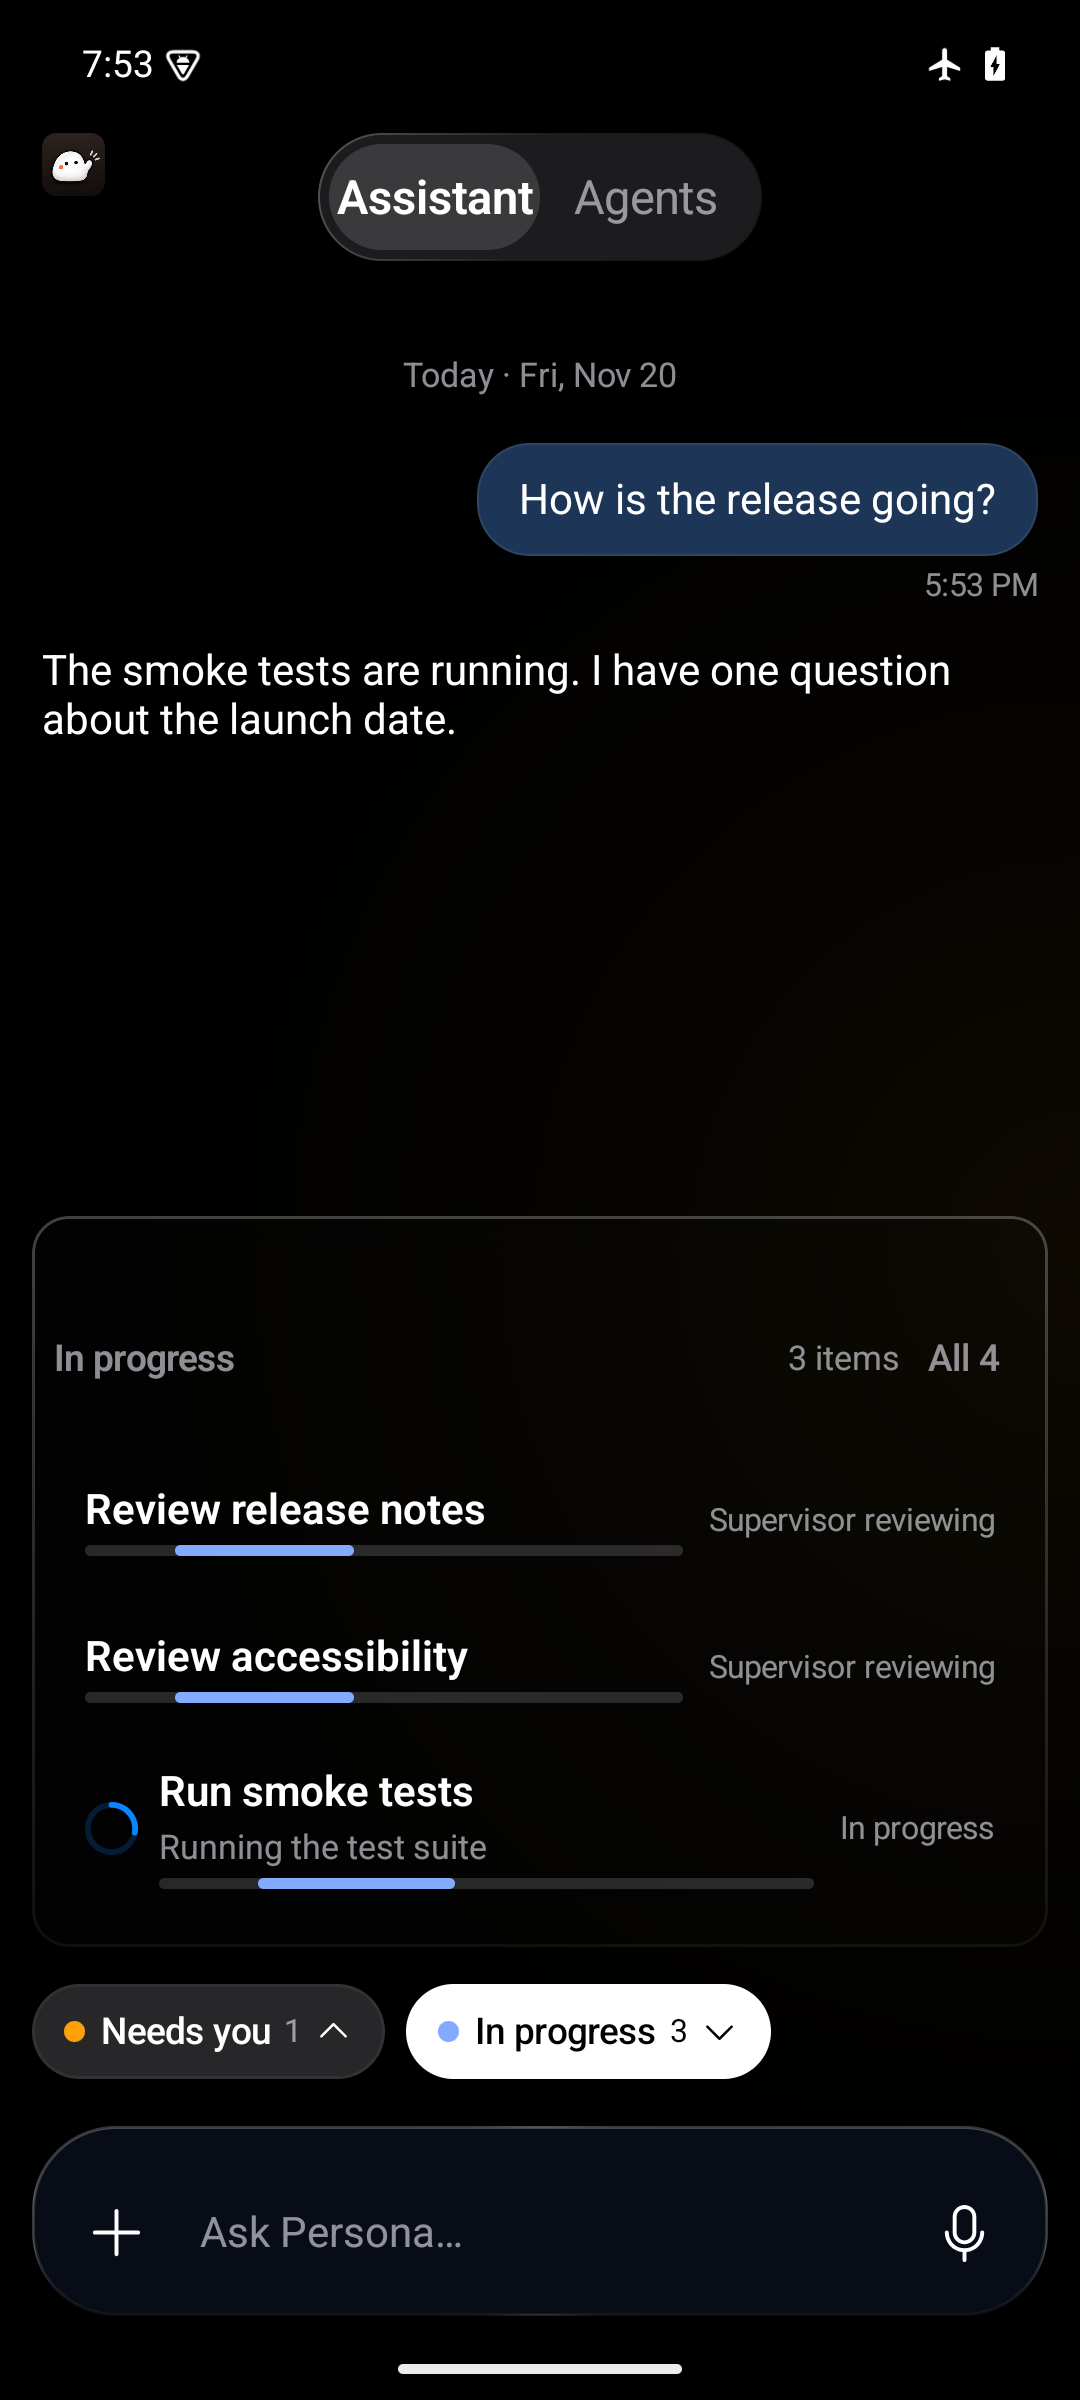 7:53
Assistant Agents
Today · Fri, Nov 20
How is the release going?
5:53 PM
The smoke tests are running. I have one question
about the launch date.
In progress 3 items All 4
Review release notes Supervisor reviewing
Review accessibility Supervisor reviewing
Run smoke tests
Running the test suite In progress
Needs you 1 In progress 3
Ask Persona...